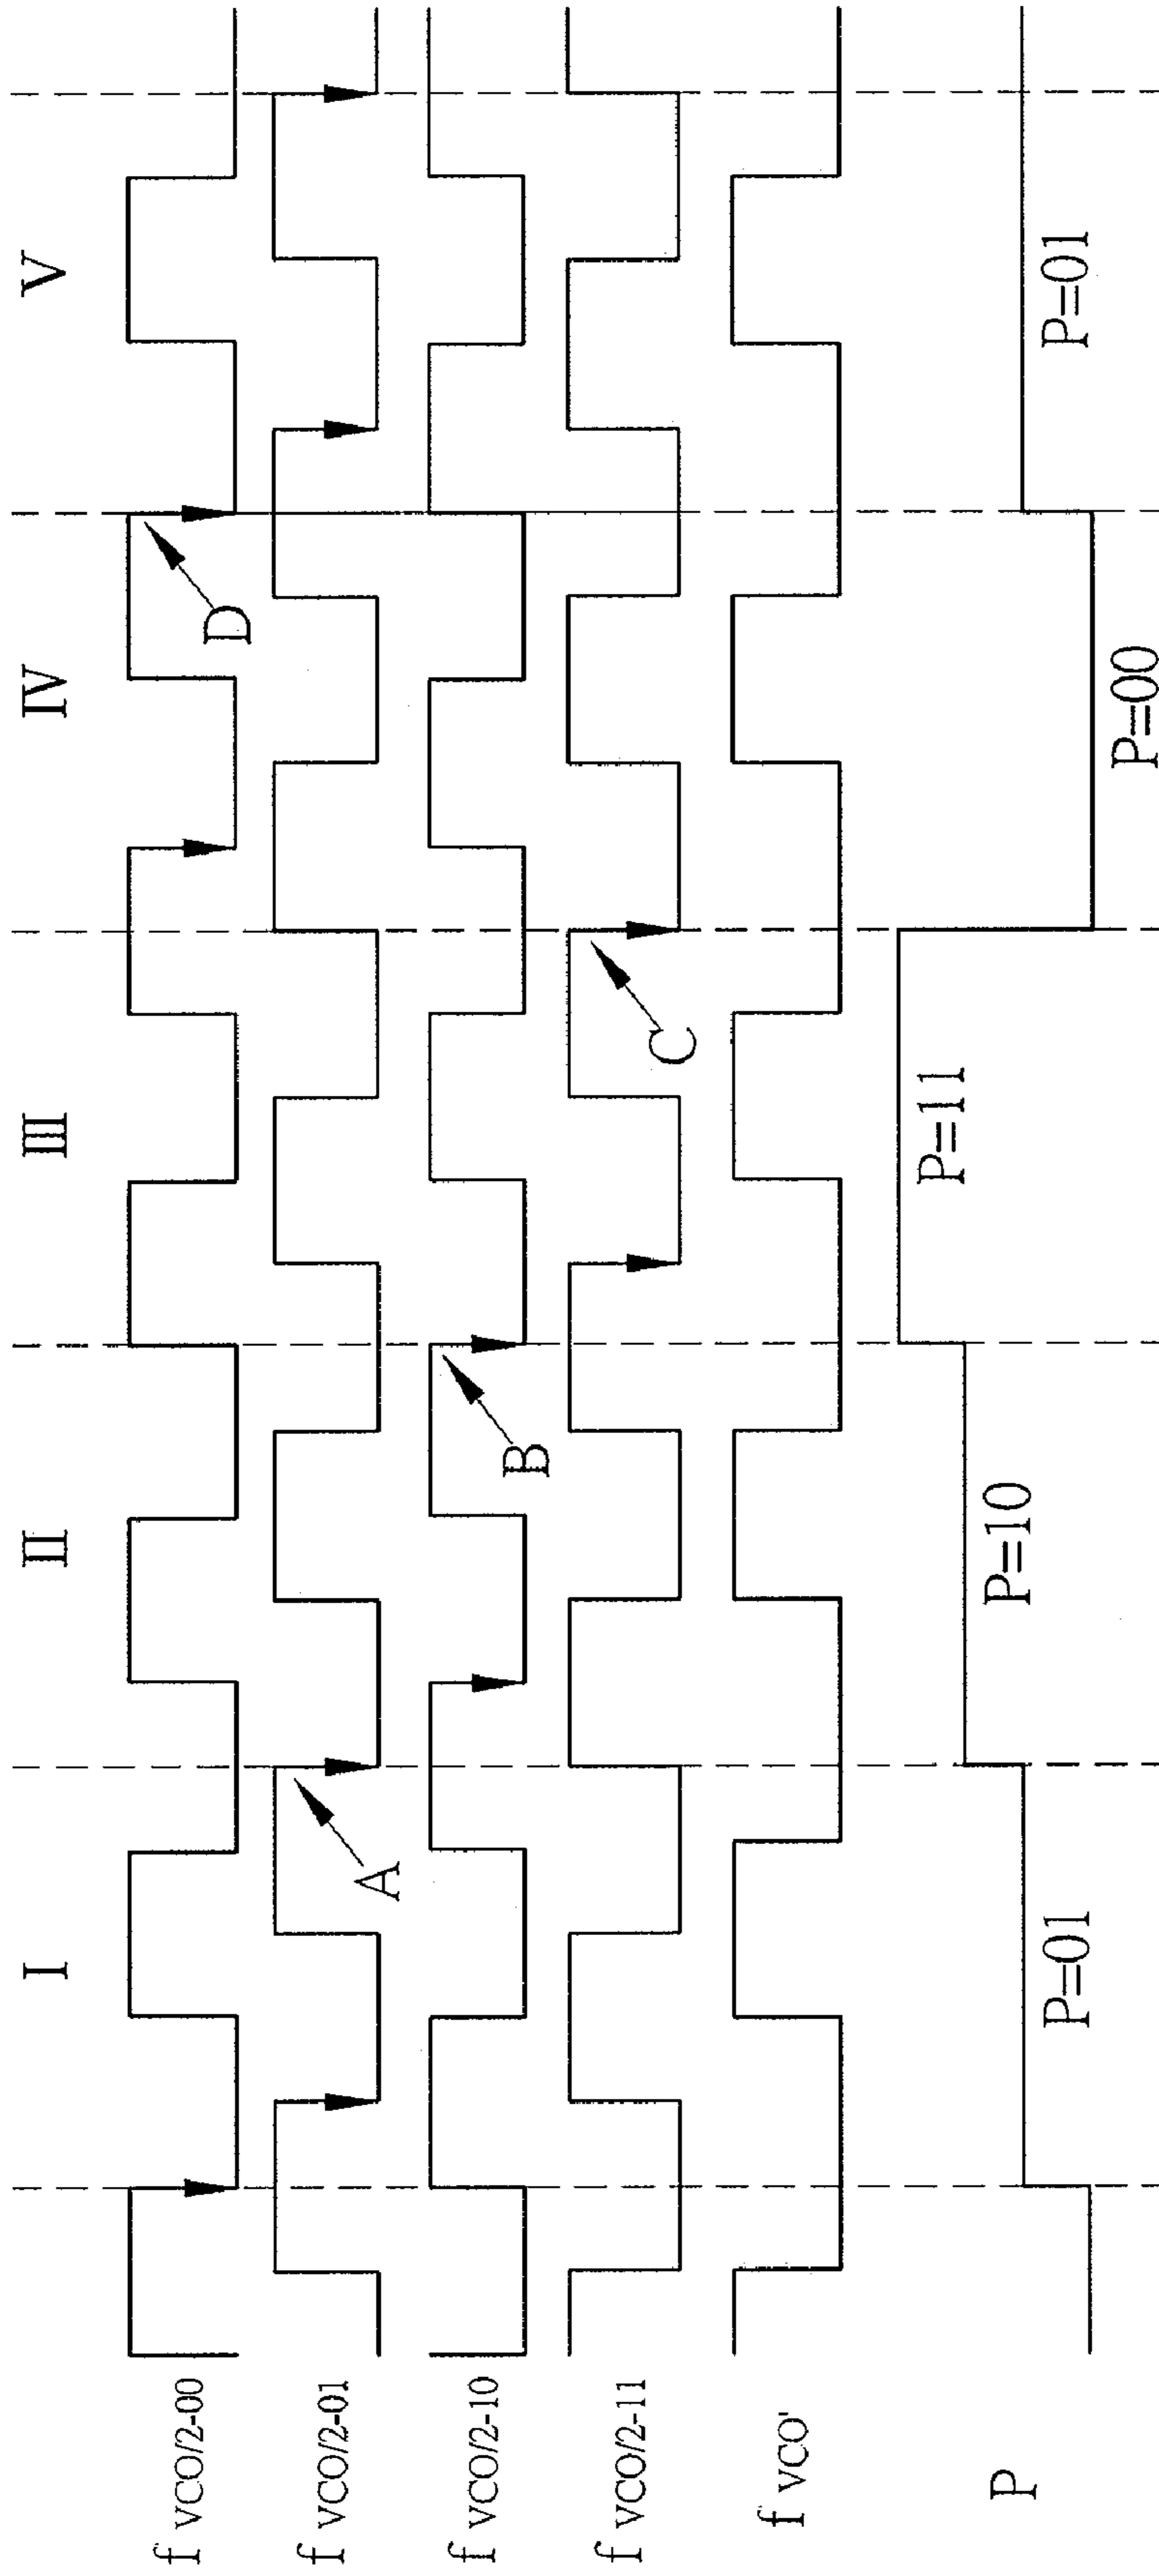 I II III IV V
f VCO/2-00
D
f VCO/2-01
A
f VCO/2-10
B
f VCO/2-11
C
f VCO'
P
P=01
P=10
P=11
P=00
P=01